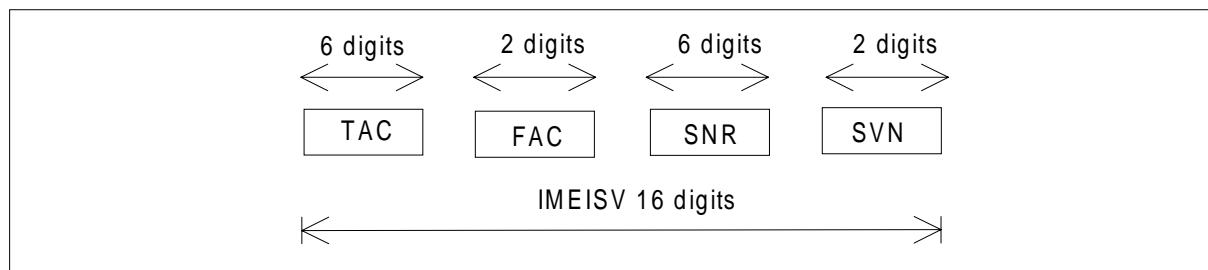 6 digits 2 digits 6 digits 2 digits
TAC FAC SNR SVN
IMEISV 16 digits